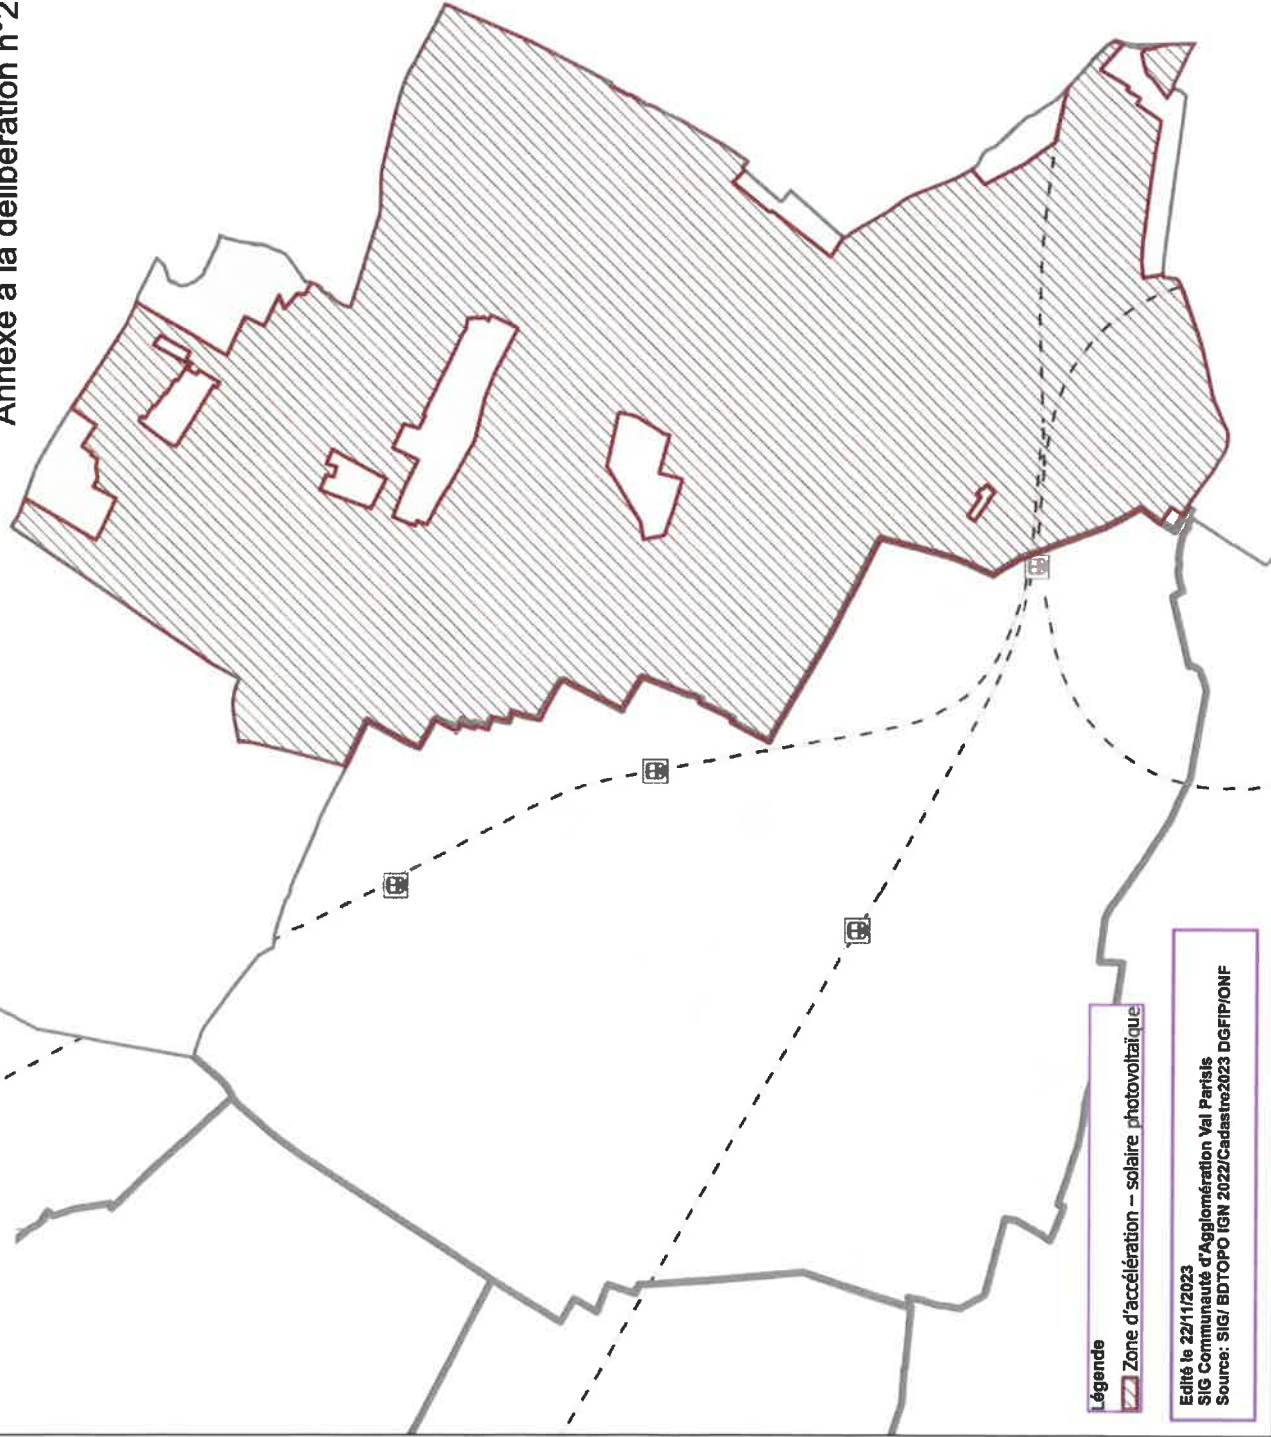 Annexe à la délibération n°2
Légende
Zone d'accélération – solaire photovoltaïque
Edité le 22/11/2023
SIG Communauté d'Agglomération Val Parisis
Source: SIG/ BDTOPO IGN 2022/Cadastre2023 DGFIP/ONF